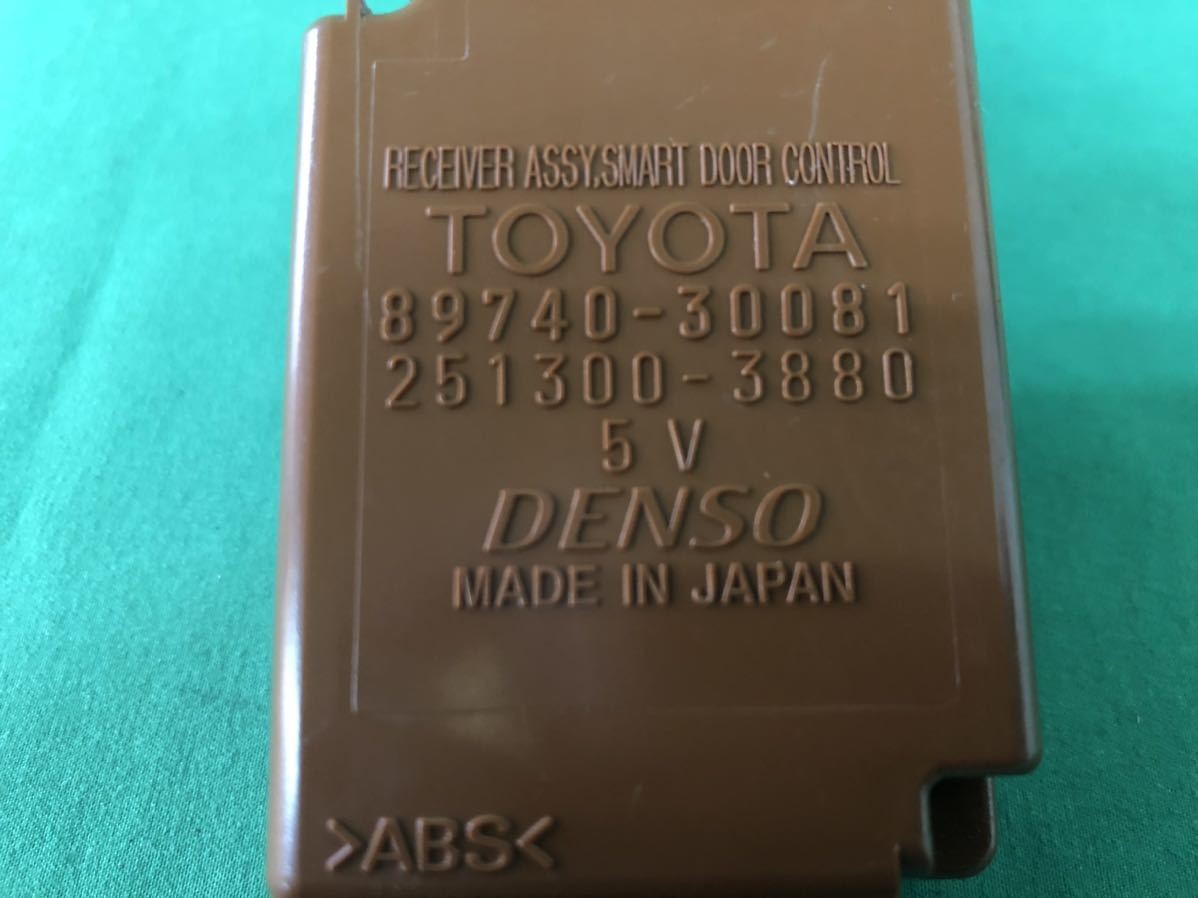 RECEIVER ASSY,SMART DOOR CONTROL
TOYOTA
89740-30081
251300-3880
5 V
DENSO
MADE IN JAPAN
>ABS<